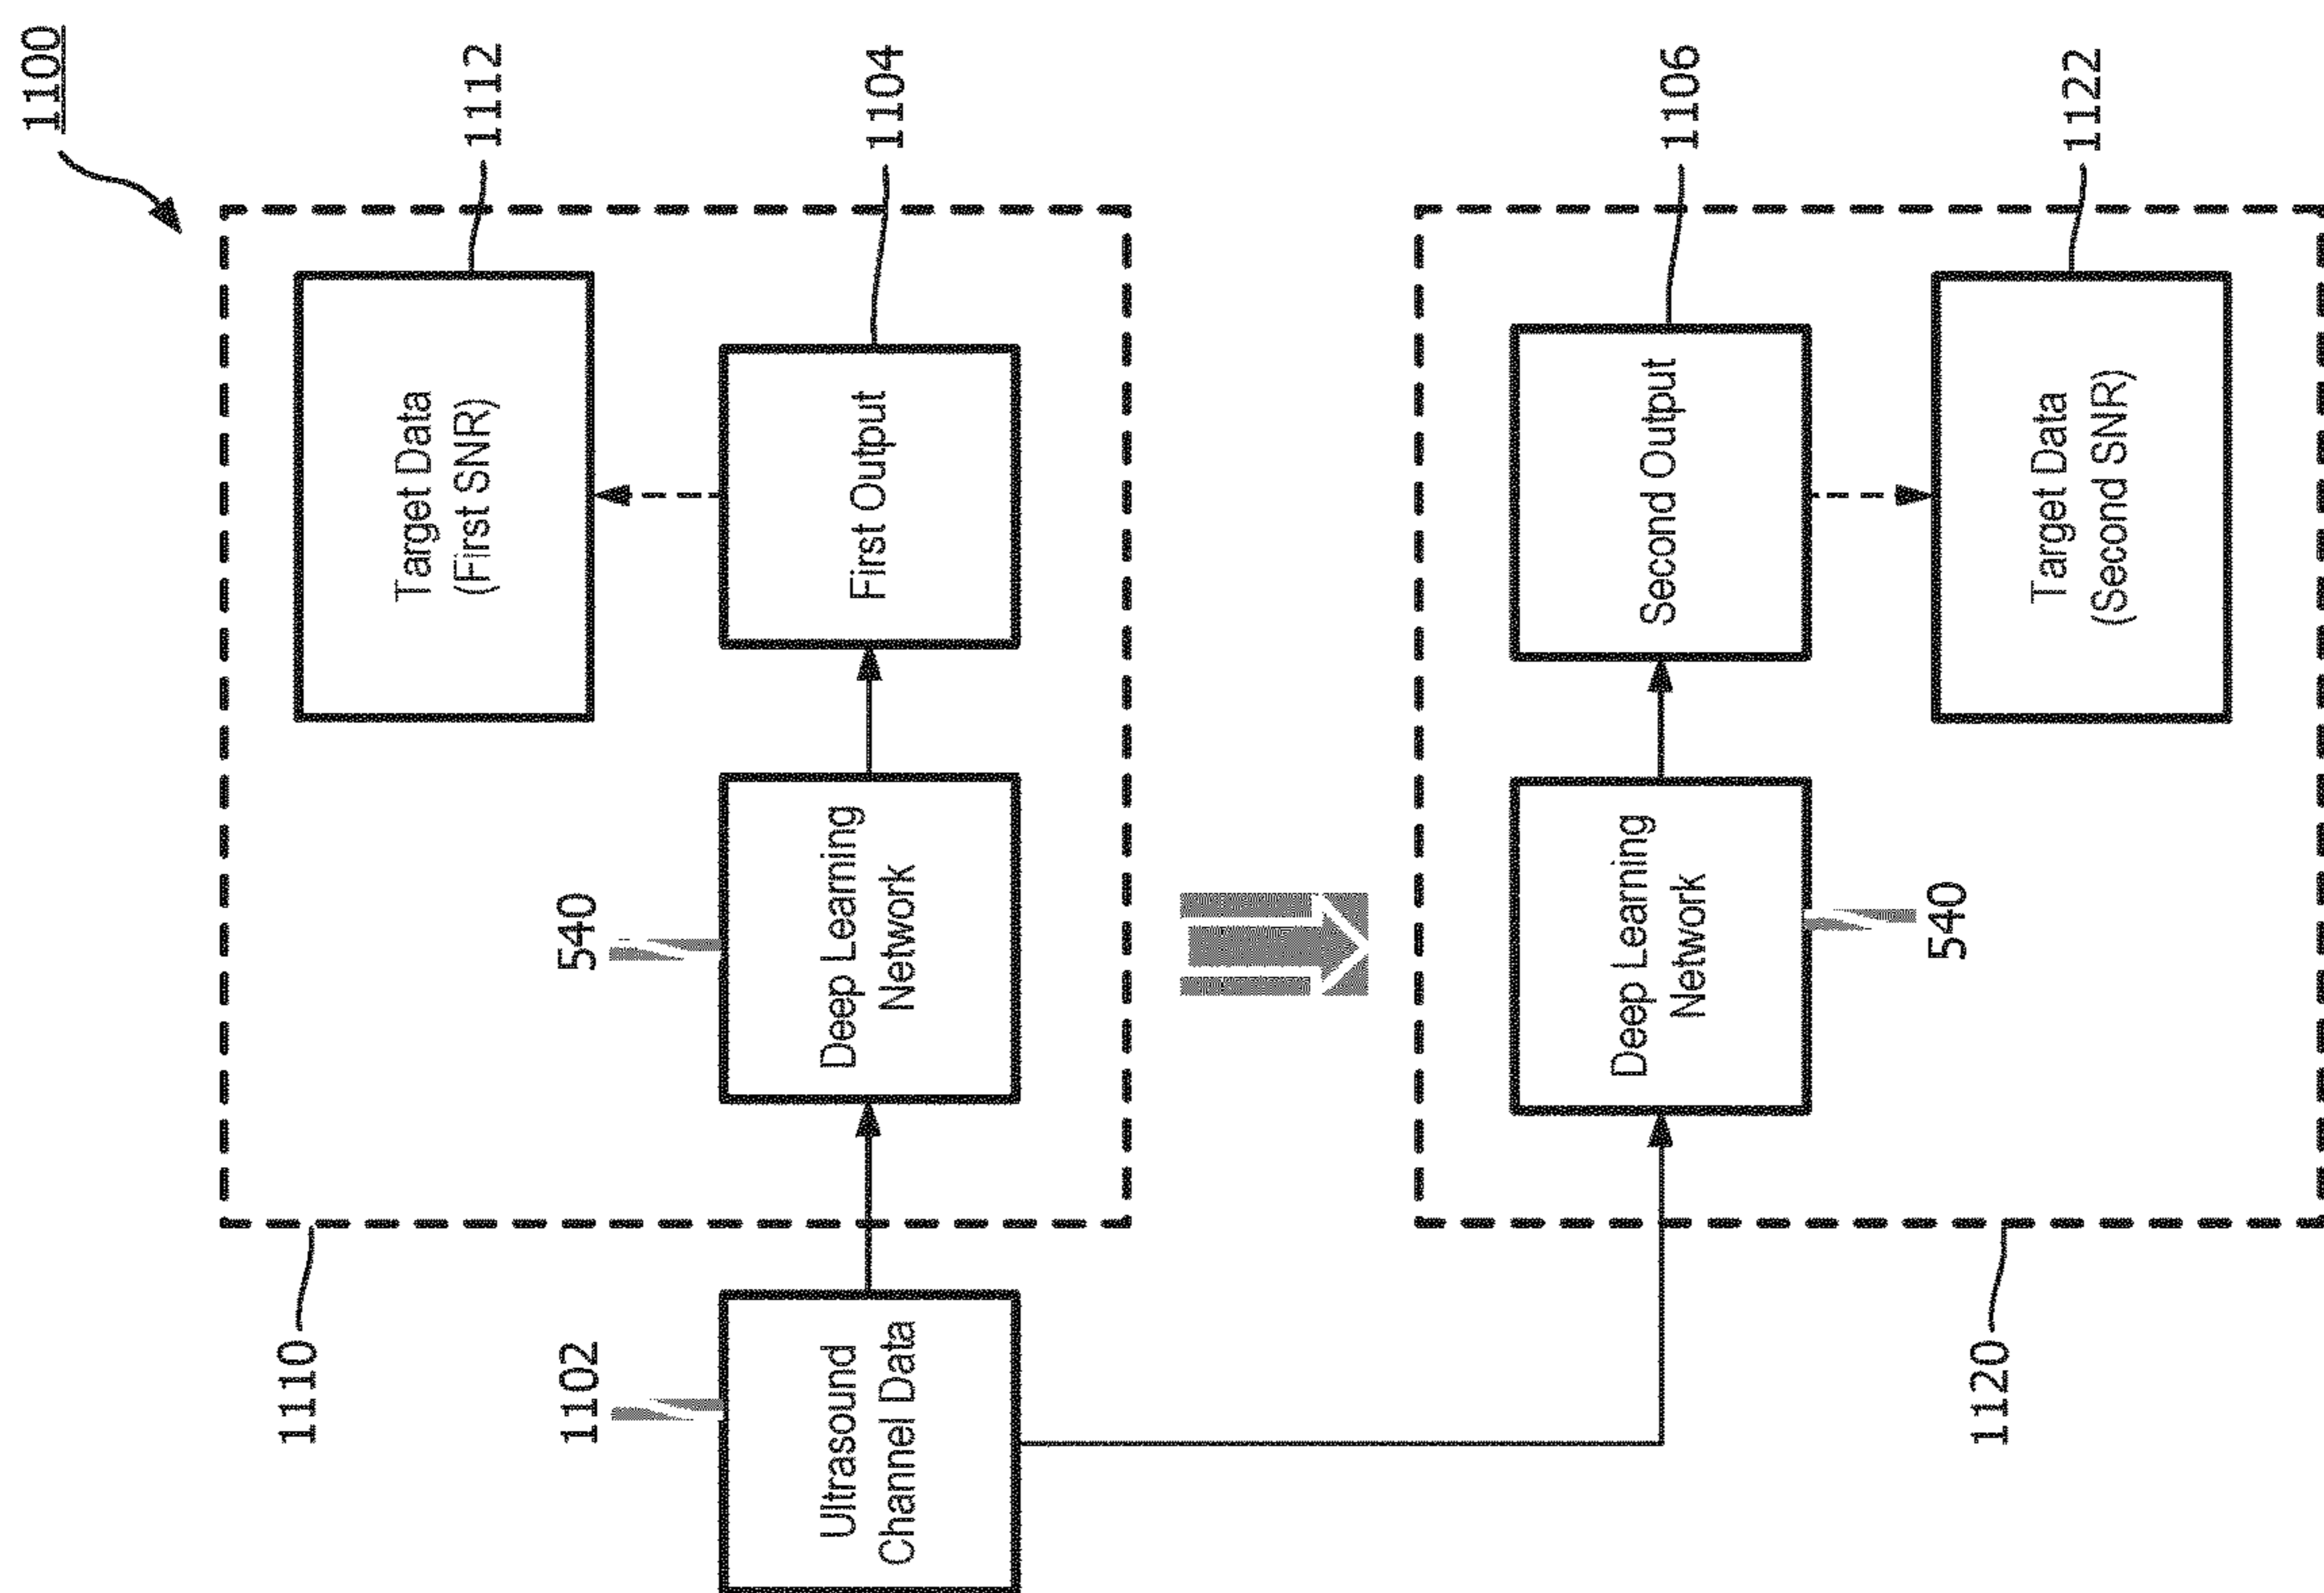 1100
1110
1112
Target Data
(First SNR)
1102
540
Ultrasound
Channel Data
Deep Learning
Network
First Output
1104
Deep Learning
Network
Second Output
1106
540
1120
Target Data
(Second SNR)
1122